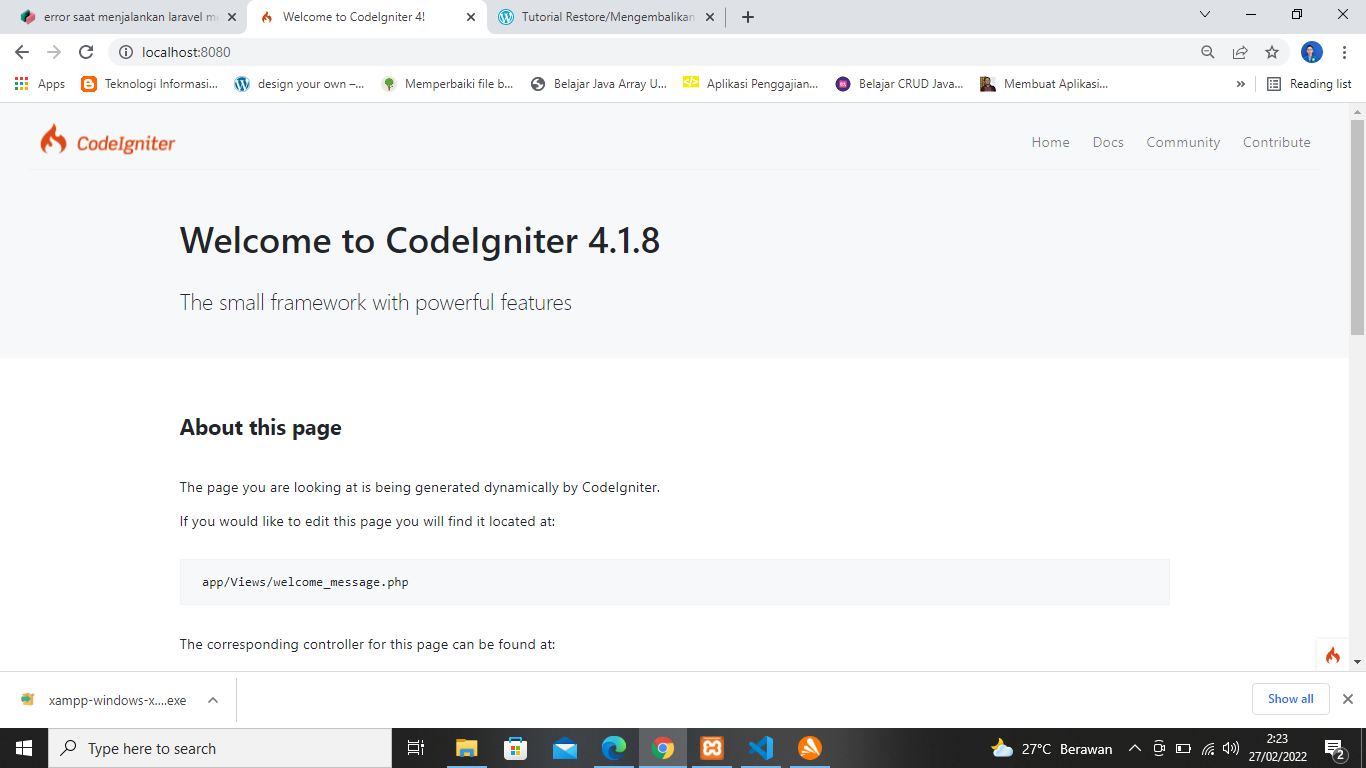 error saat menjalankan laravel m
Welcome to CodeIgniter 4!
Tutorial Restore/Mengembalikan
localhost:8080
Apps
Teknologi Informasi...
design your own –...
Memperbaiki file b...
Belajar Java Array U...
Aplikasi Penggajian...
Belajar CRUD Java...
Membuat Aplikasi...
»
Reading list
CodeIgniter
Home
Docs
Community
Contribute
Welcome to CodeIgniter 4.1.8
The small framework with powerful features
About this page
The page you are looking at is being generated dynamically by CodeIgniter.
If you would like to edit this page you will find it located at:
app/Views/welcome_message.php
The corresponding controller for this page can be found at:
xampp-windows-x....exe
Show all
Type here to search
27°C Berawan
2:23
27/02/2022
2